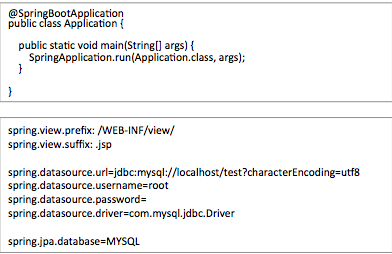 @SpringBootApplication
public class Application {
public static void main(String[] args) {
SpringApplication.run(Application.class, args);
}
}
spring.view.prefix: /WEB-INF/view/
spring.view.suffix: .jsp
spring.datasource.url=jdbc:mysql://localhost/test?characterEncoding=utf8
spring.datasource.username=root
spring.datasource.password=
spring.datasource.driver=com.mysql.jdbc.Driver
spring.jpa.database=MYSQL